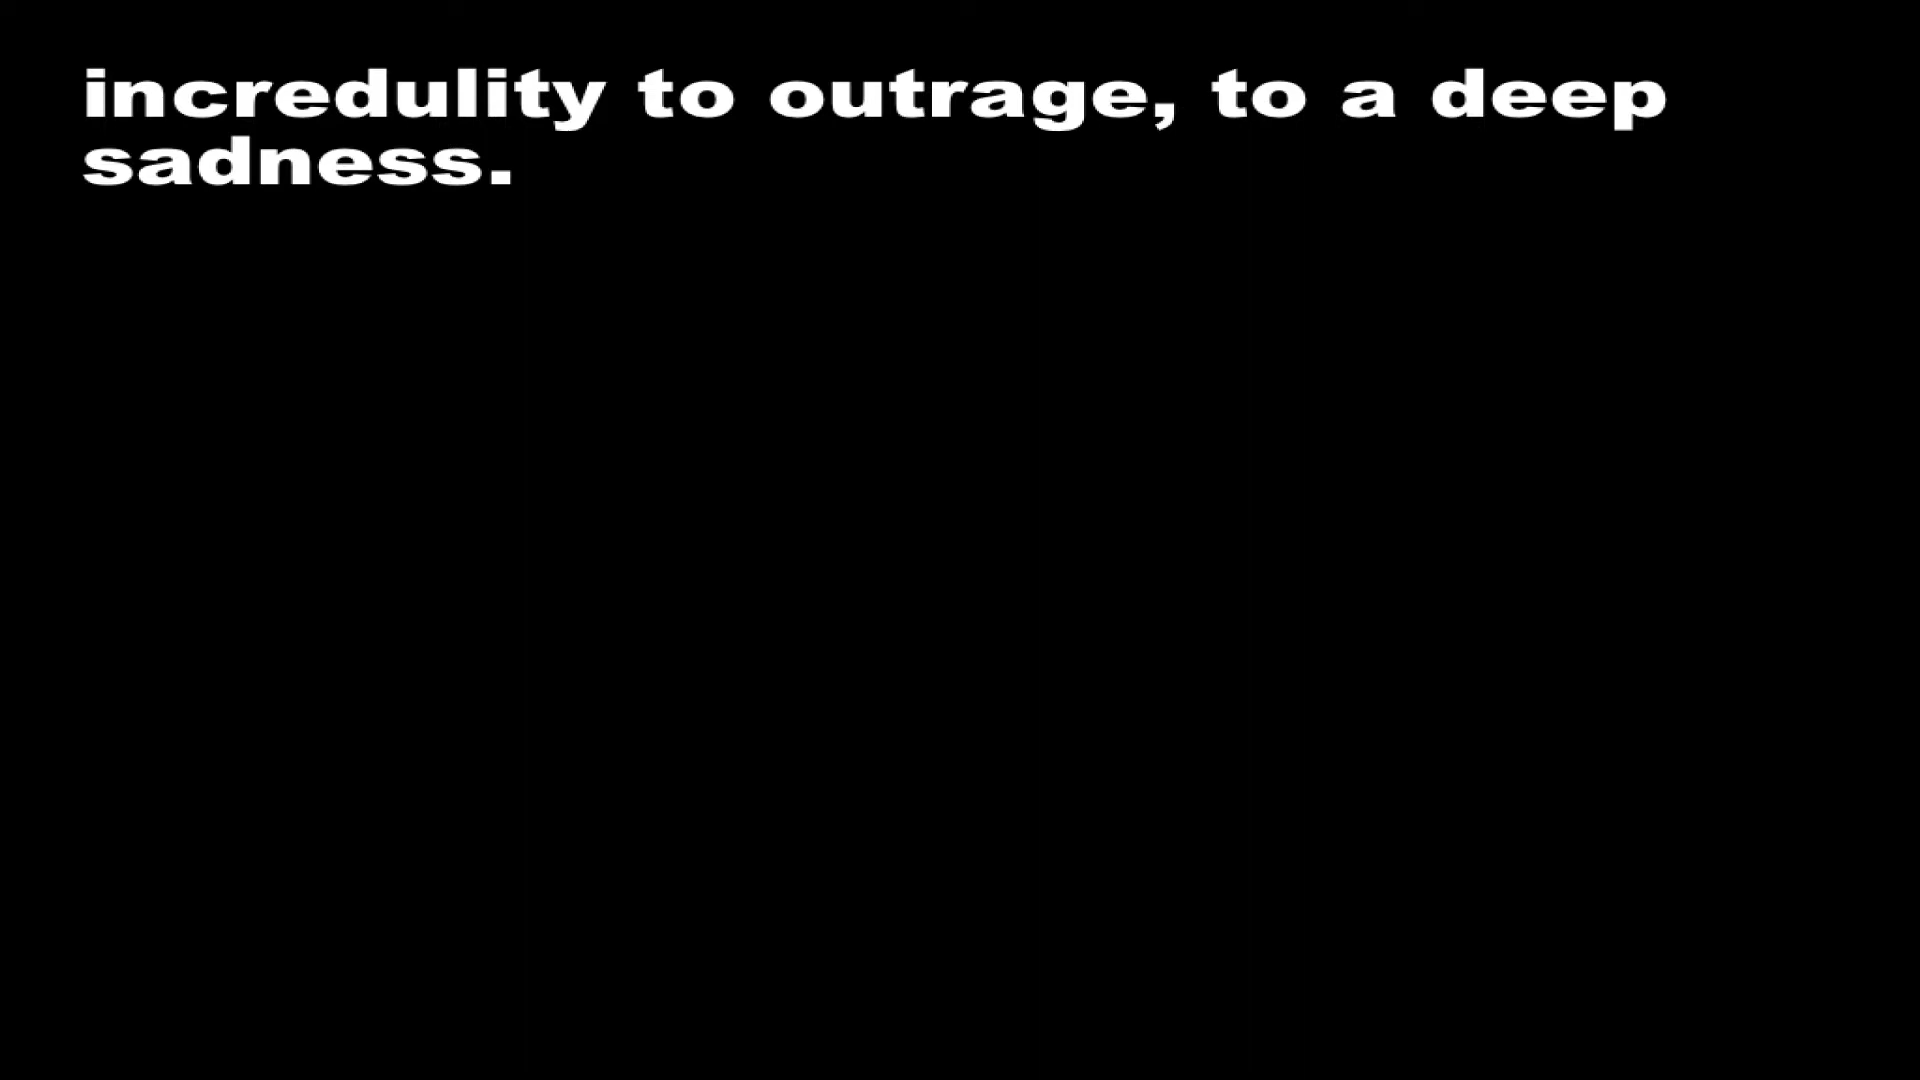 incredulity to outrage, to a deep
sadness.